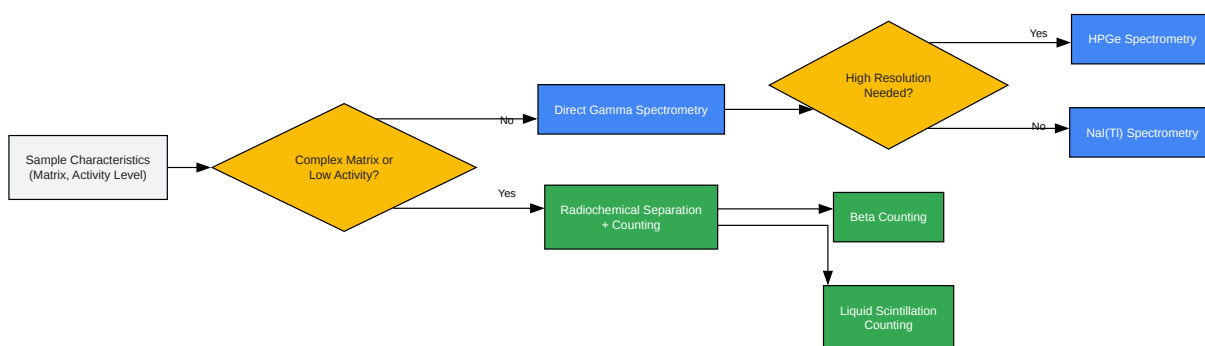 Sample Characteristics
(Matrix, Activity Level)
Complex Matrix or
Low Activity?
No
Direct Gamma Spectrometry
High Resolution
Needed?
Yes
HPGe Spectrometry
No
NaI(Tl) Spectrometry
Yes
Radiochemical Separation
+ Counting
Beta Counting
Liquid Scintillation
Counting